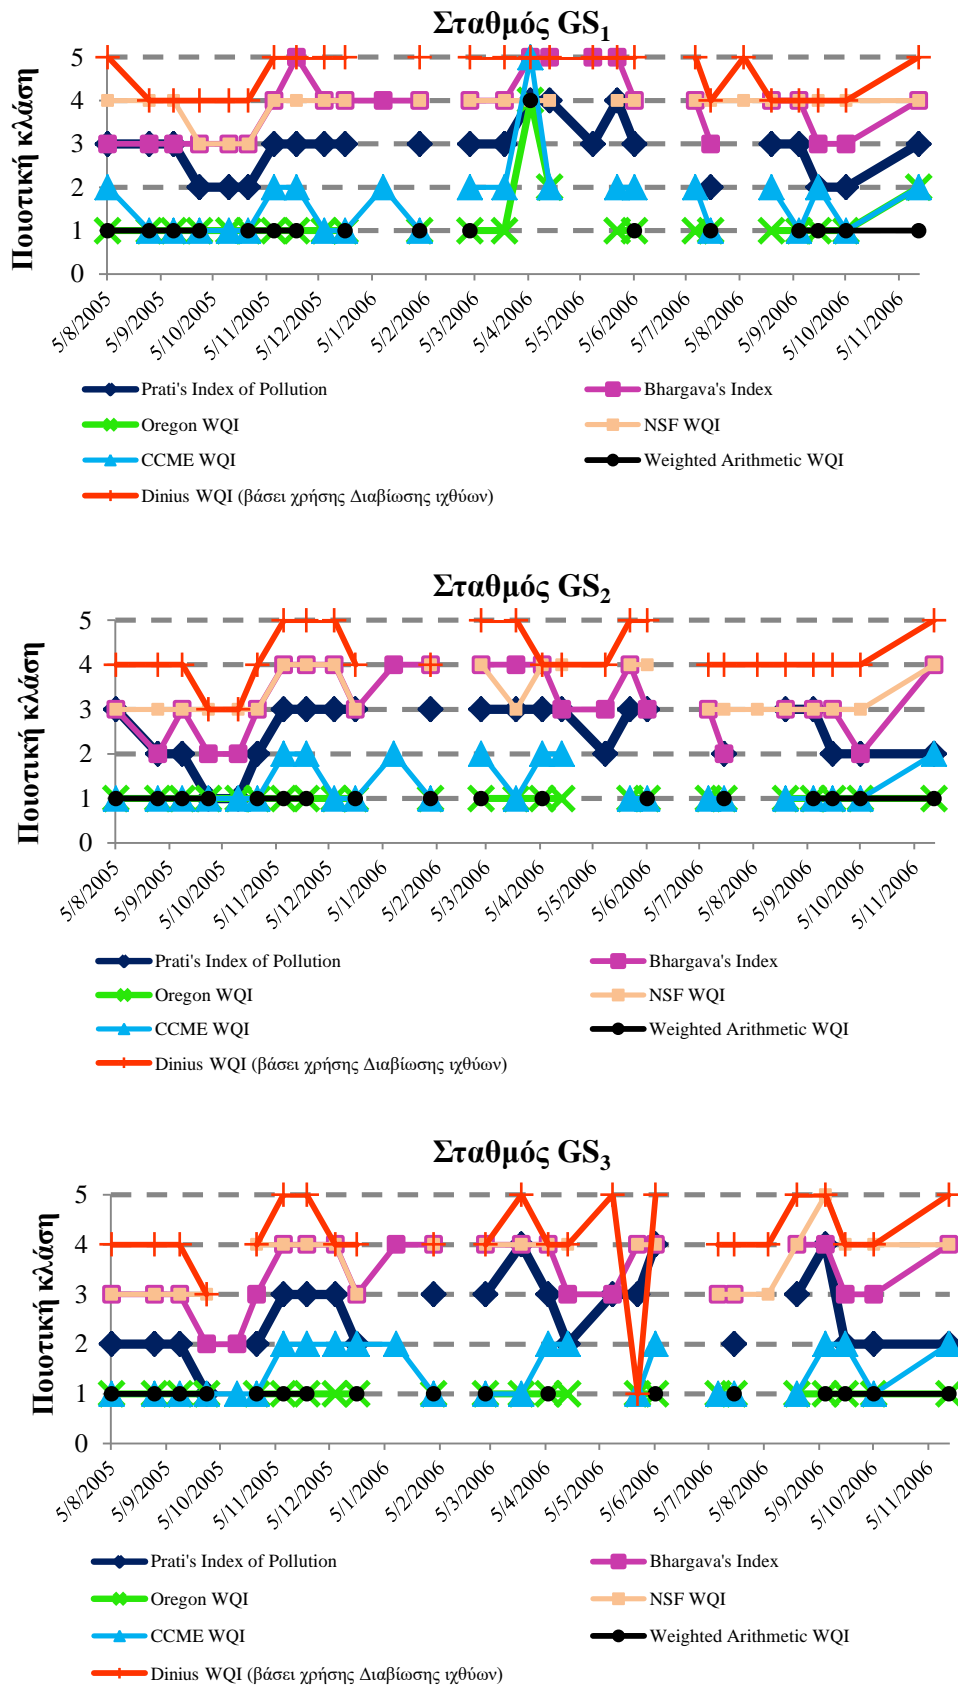 Σταθμός GS₁
Ποιοτική κλάση
5
4
3
2
1
0
5/8/2005 5/9/2005 5/10/2005 5/11/2005 5/12/2005 5/1/2006 5/2/2006 5/3/2006 5/4/2006 5/5/2006 5/6/2006 5/7/2006 5/8/2006 5/9/2006 5/10/2006 5/11/2006
Prati's Index of Pollution Bhargava's Index
Oregon WQI NSF WQI
CCME WQI Weighted Arithmetic WQI
Dinius WQI (βάσει χρήσης Διαβίωσης ιχθύων)
Σταθμός GS₂
Ποιοτική κλάση
5
4
3
2
1
0
5/8/2005 5/9/2005 5/10/2005 5/11/2005 5/12/2005 5/1/2006 5/2/2006 5/3/2006 5/4/2006 5/5/2006 5/6/2006 5/7/2006 5/8/2006 5/9/2006 5/10/2006 5/11/2006
Prati's Index of Pollution Bhargava's Index
Oregon WQI NSF WQI
CCME WQI Weighted Arithmetic WQI
Dinius WQI (βάσει χρήσης Διαβίωσης ιχθύων)
Σταθμός GS₃
Ποιοτική κλάση
5
4
3
2
1
0
5/8/2005 5/9/2005 5/10/2005 5/11/2005 5/12/2005 5/1/2006 5/2/2006 5/3/2006 5/4/2006 5/5/2006 5/6/2006 5/7/2006 5/8/2006 5/9/2006 5/10/2006 5/11/2006
Prati's Index of Pollution Bhargava's Index
Oregon WQI NSF WQI
CCME WQI Weighted Arithmetic WQI
Dinius WQI (βάσει χρήσης Διαβίωσης ιχθύων)